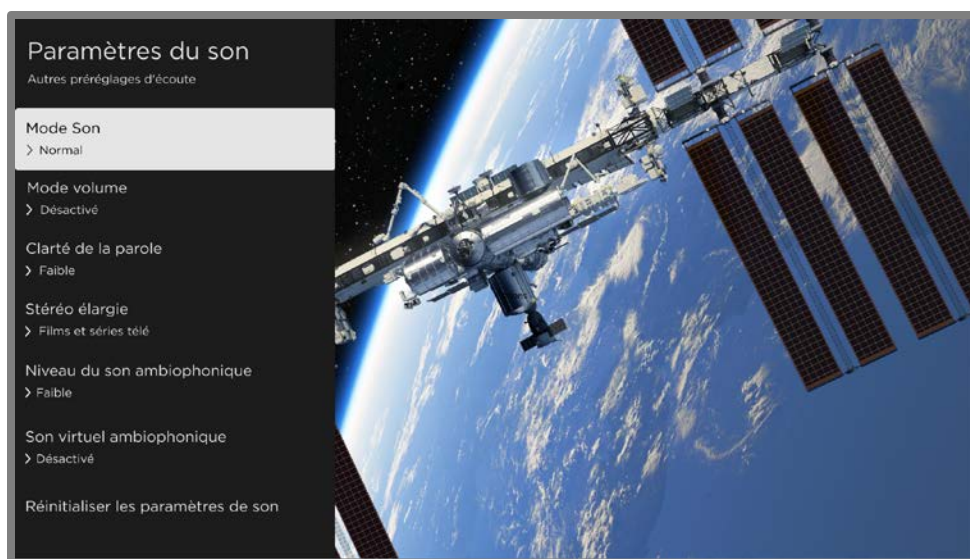 Paramètres du son
Autres préréglages d'écoute
Mode Son
> Normal
Mode volume
> Désactivé
Clarté de la parole
> Faible
Stéréo élargie
> Films et séries télé
Niveau du son ambiophonique
> Faible
Son virtuel ambiophonique
> Désactivé
Réinitialiser les paramètres de son